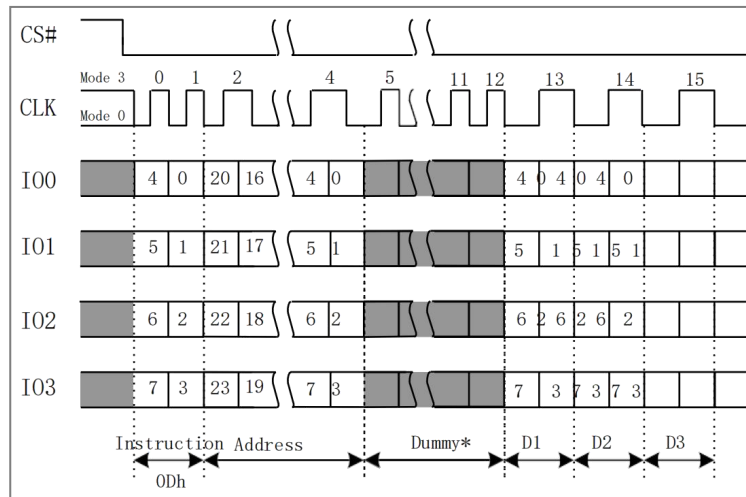 CS#
Mode 3 0 1 2 4 5 11 12 13 14 15
CLK
Mode 0
IO0 4 0 20 16 4 0 4 0 4 0 4 0
IO1 5 1 21 17 5 1 5 1 5 1 5 1
IO2 6 2 22 18 6 2 6 2 6 2 6 2
IO3 7 3 23 19 7 3 7 3 7 3 7 3
Instruction Address Dummy* D1 D2 D3
0Dh